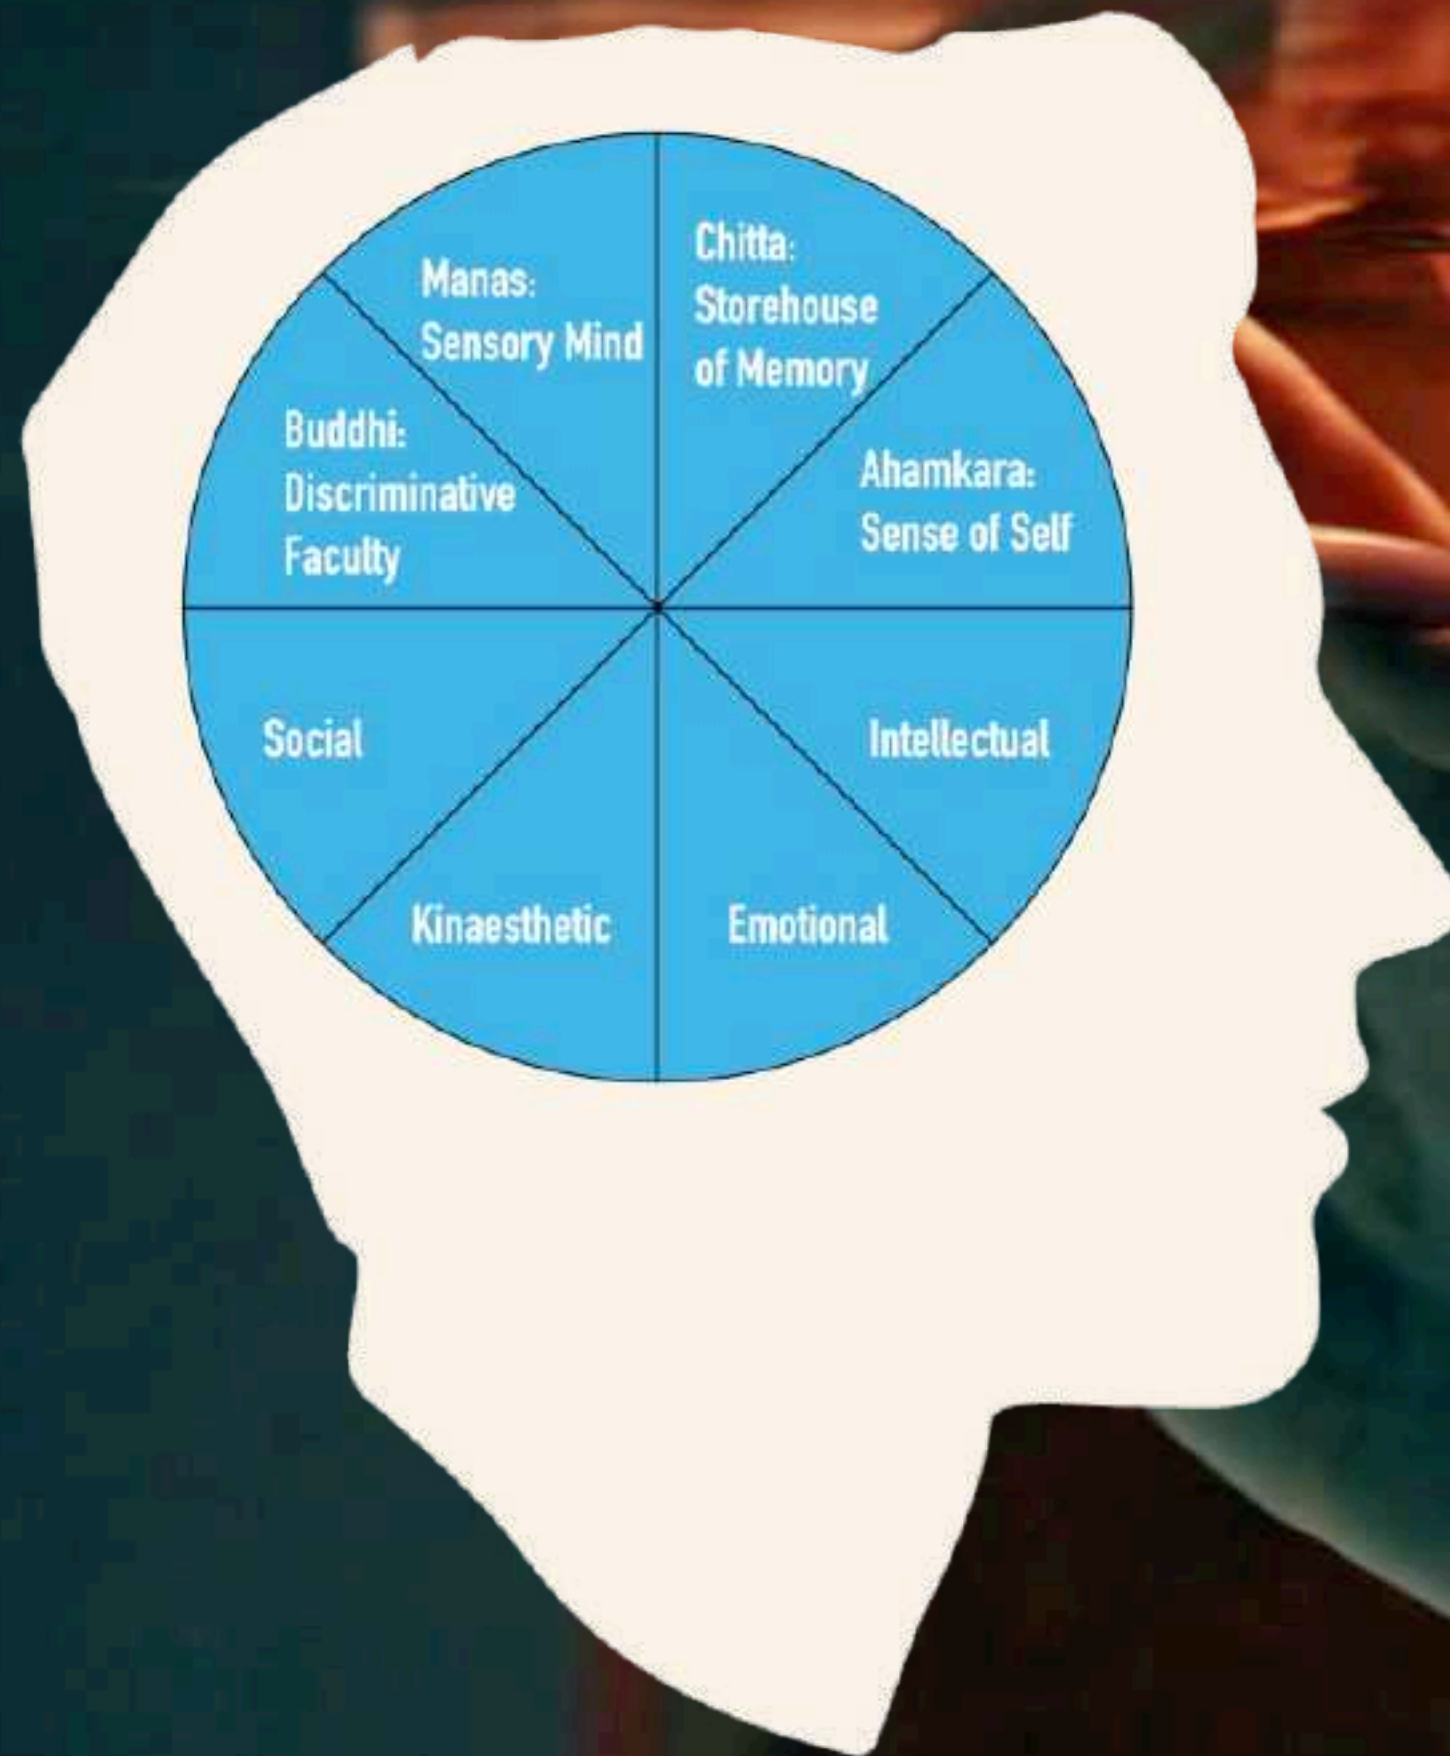 Manas:
Sensory Mind
Chitta:
Storehouse
of Memory
Buddhi:
Discriminative
Faculty
Ahamkara:
Sense of Self
Social
Intellectual
Kinaesthetic
Emotional